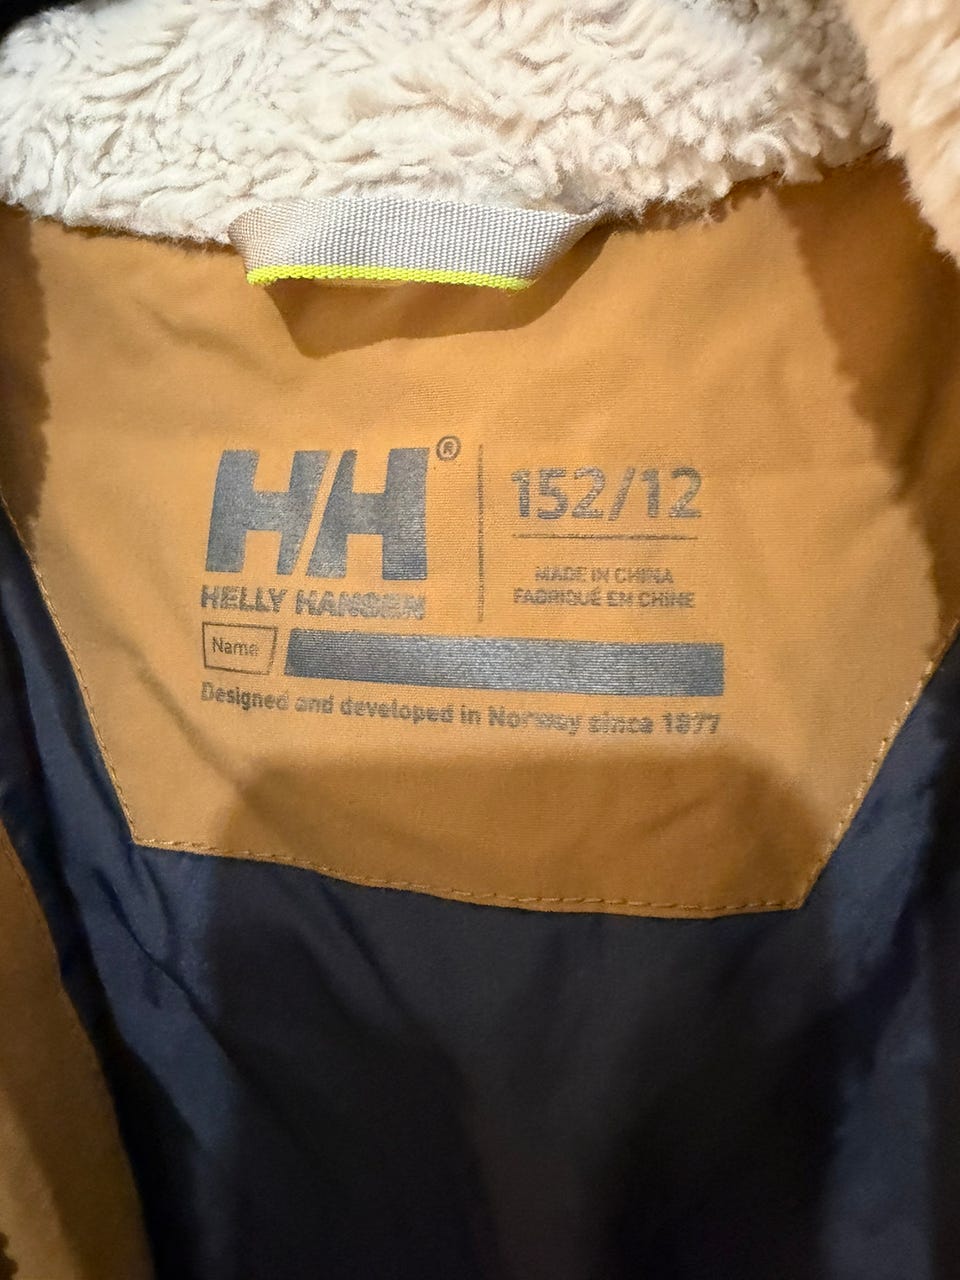 HH®
HELLY HANSEN
152/12
MADE IN CHINA
FABRIQUÉ EN CHINE
Name
Designed and developed in Norway since 1877